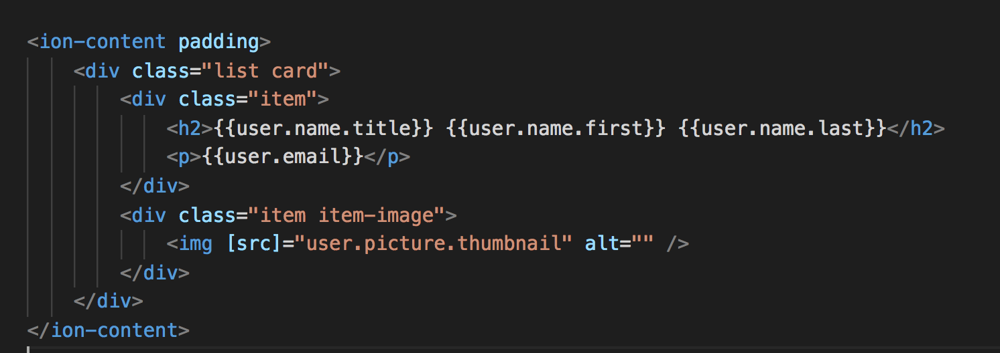 <ion-content padding>
    <div class="list card">
        <div class="item">
            <h2>{{user.name.title}} {{user.name.first}} {{user.name.last}}</h2>
            <p>{{user.email}}</p>
        </div>
        <div class="item item-image">
            <img [src]="user.picture.thumbnail" alt="" />
        </div>
    </div>
</ion-content>